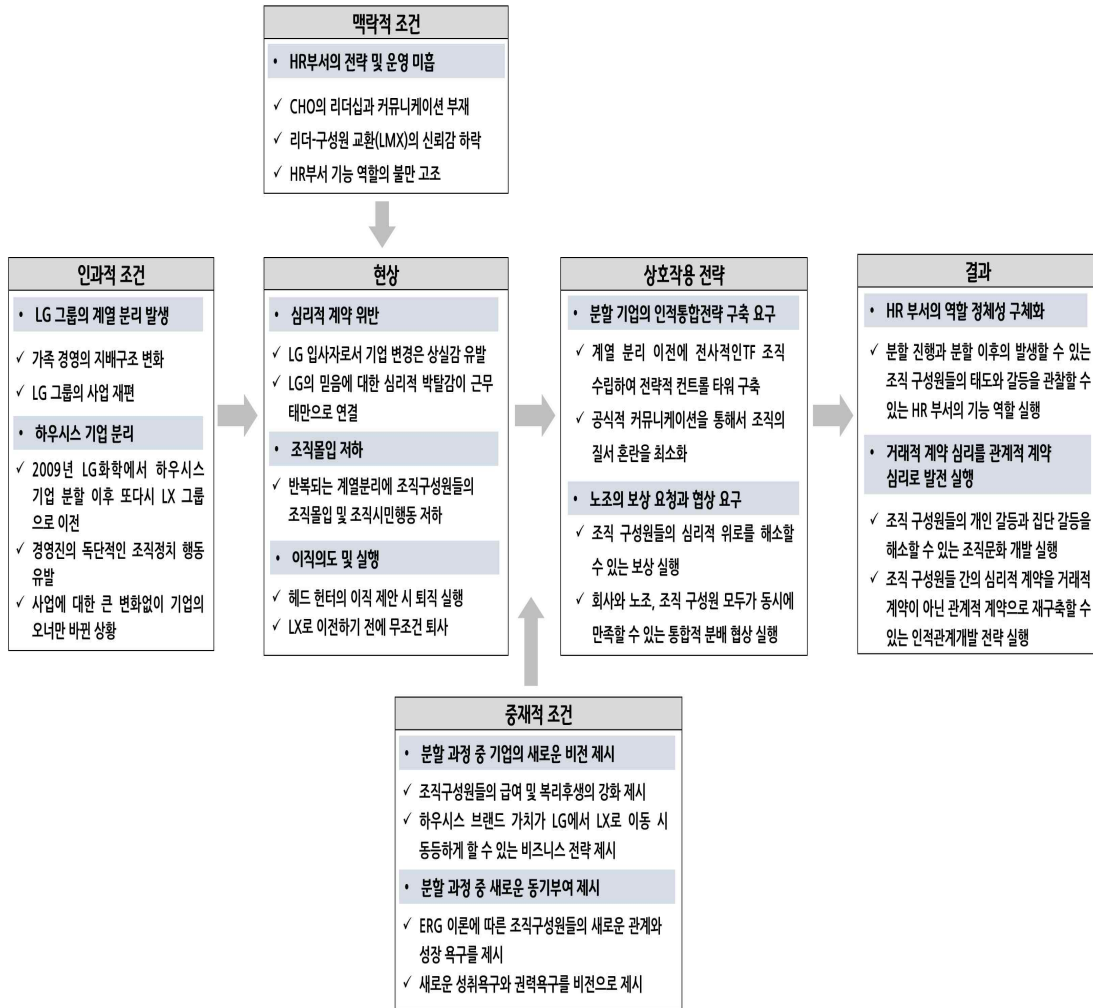 맥락적 조건
• HR부서의 전략 및 운영 미흡
✓ CHO의 리더십과 커뮤니케이션 부재
✓ 리더-구성원 교환(LMX)의 신뢰감 하락
✓ HR부서 기능 역할의 불만 고조
인과적 조건
• LG 그룹의 계열 분리 발생
✓ 가족 경영의 지배구조 변화
✓ LG 그룹의 사업 재편
• 하우시스 기업 분리
✓ 2009년 LG화학에서 하우시스
기업 분할 이후 또다시 LX 그룹
으로 이전
✓ 경영진의 독단적인 조직정치 행동
유발
✓ 사업에 대한 큰 변화없이 기업의
오너만 바뀐 상황
현상
• 심리적 계약 위반
✓ LG 입사자로서 기업 변경은 상실감 유발
✓ LG의 믿음에 대한 심리적 박탈감이 근무
태만으로 연결
• 조직몰입 저하
✓ 반복되는 계열분리에 조직구성원들의
조직몰입 및 조직시민행동 저하
• 이직의도 및 실행
✓ 헤드 헌터의 이직 제안 시 퇴직 실행
✓ LX로 이전하기 전에 무조건 퇴사
상호작용 전략
• 분할 기업의 인적통합전략 구축 요구
✓ 계열 분리 이전에 전사적인TF 조직
수립하여 전략적 컨트롤 타워 구축
✓ 공식적 커뮤니케이션을 통해서 조직의
질서 혼란을 최소화
• 노조의 보상 요청과 협상 요구
✓ 조직 구성원들의 심리적 위로를 해소할
수 있는 보상 실행
✓ 회사와 노조, 조직 구성원 모두가 동시에
만족할 수 있는 통합적 분배 협상 실행
결과
• HR 부서의 역할 정체성 구체화
✓ 분할 진행과 분할 이후의 발생할 수 있는
조직 구성원들의 태도와 갈등을 관찰할 수
있는 HR 부서의 기능 역할 실행
• 거래적 계약 심리를 관계적 계약
심리로 발전 실행
✓ 조직 구성원들의 개인 갈등과 집단 갈등을
해소할 수 있는 조직문화 개발 실행
✓ 조직 구성원들 간의 심리적 계약을 거래적
계약이 아닌 관계적 계약으로 재구축할 수
있는 인적관계개발 전략 실행
중재적 조건
• 분할 과정 중 기업의 새로운 비전 제시
✓ 조직구성원들의 급여 및 복리후생의 강화 제시
✓ 하우시스 브랜드 가치가 LG에서 LX로 이동 시
동등하게 할 수 있는 비즈니스 전략 제시
• 분할 과정 중 새로운 동기부여 제시
✓ ERG 이론에 따른 조직구성원들의 새로운 관계와
성장 욕구를 제시
✓ 새로운 성취욕구와 권력욕구를 비전으로 제시